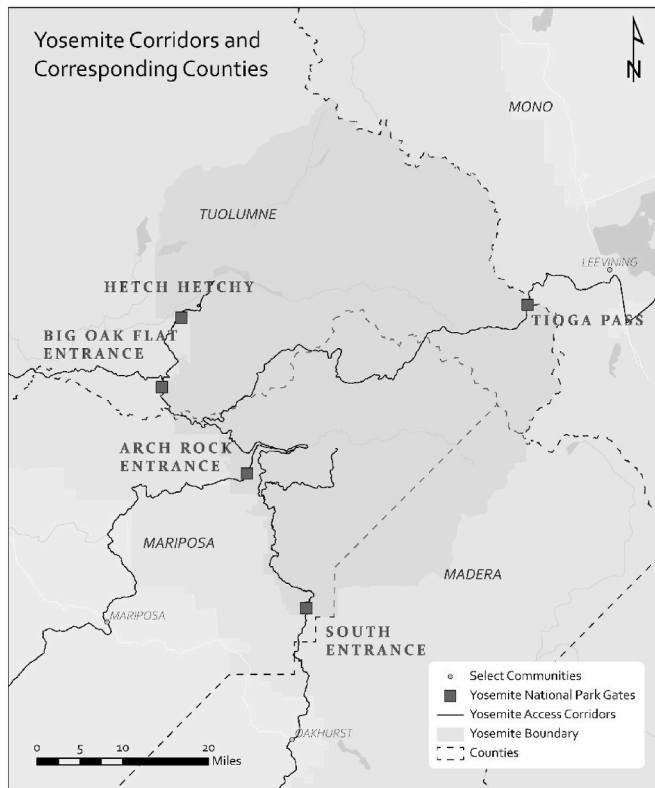 Yosemite Corridors and
Corresponding Counties
N
MONO
TUOLUMNE
LEEVINING
HETCH HETCHY
TIOGA PASS
BIG OAK FLAT
ENTRANCE
ARCH ROCK
ENTRANCE
MARIPOSA
MADERA
MARIPOSA
SOUTH
ENTRANCE
OAKHURST
Select Communities
Yosemite National Park Gates
Yosemite Access Corridors
Yosemite Boundary
Counties
0 5 10 20
Miles